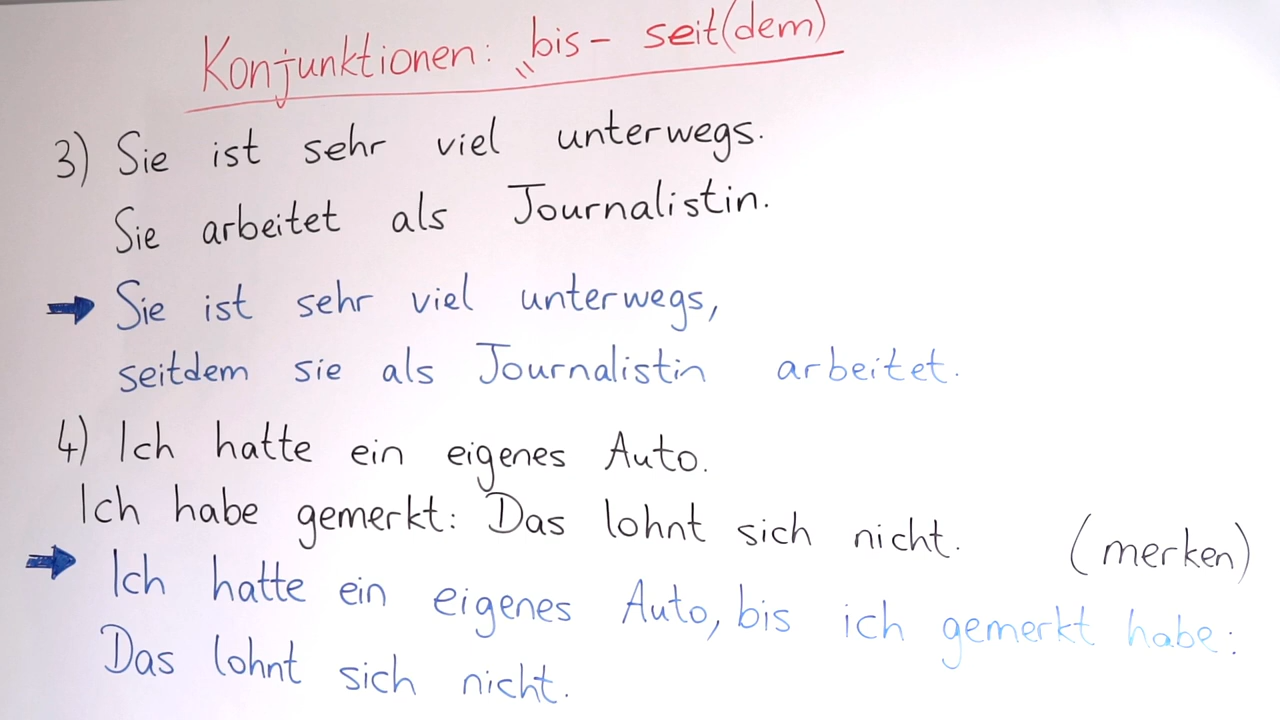 Konjunktionen: "bis - seit(dem)
3) Sie ist sehr viel unterwegs.
Sie arbeitet als Journalistin.
→ Sie ist sehr viel unterwegs,
seitdem sie als Journalistin arbeitet.
4) Ich hatte ein eigenes Auto.
Ich habe gemerkt: Das lohnt sich nicht. (merken)
→ Ich hatte ein eigenes Auto, bis ich gemerkt habe:
Das lohnt sich nicht.